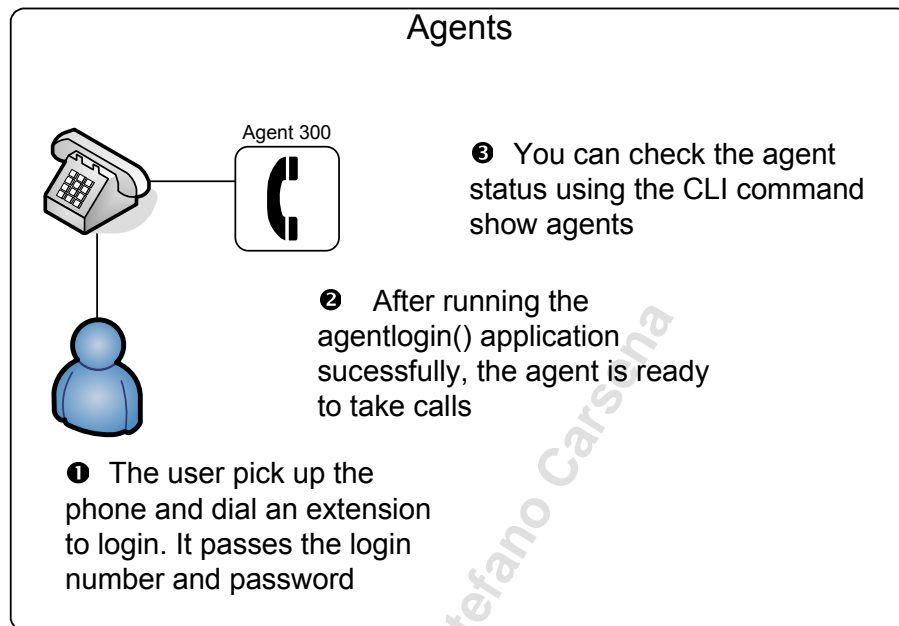 Agents
Agent 300
❸ You can check the agent
status using the CLI command
show agents
❷ After running the
agentlogin() application
sucessfully, the agent is ready
to take calls
❶ The user pick up the
phone and dial an extension
to login. It passes the login
number and password
tefano Carsena